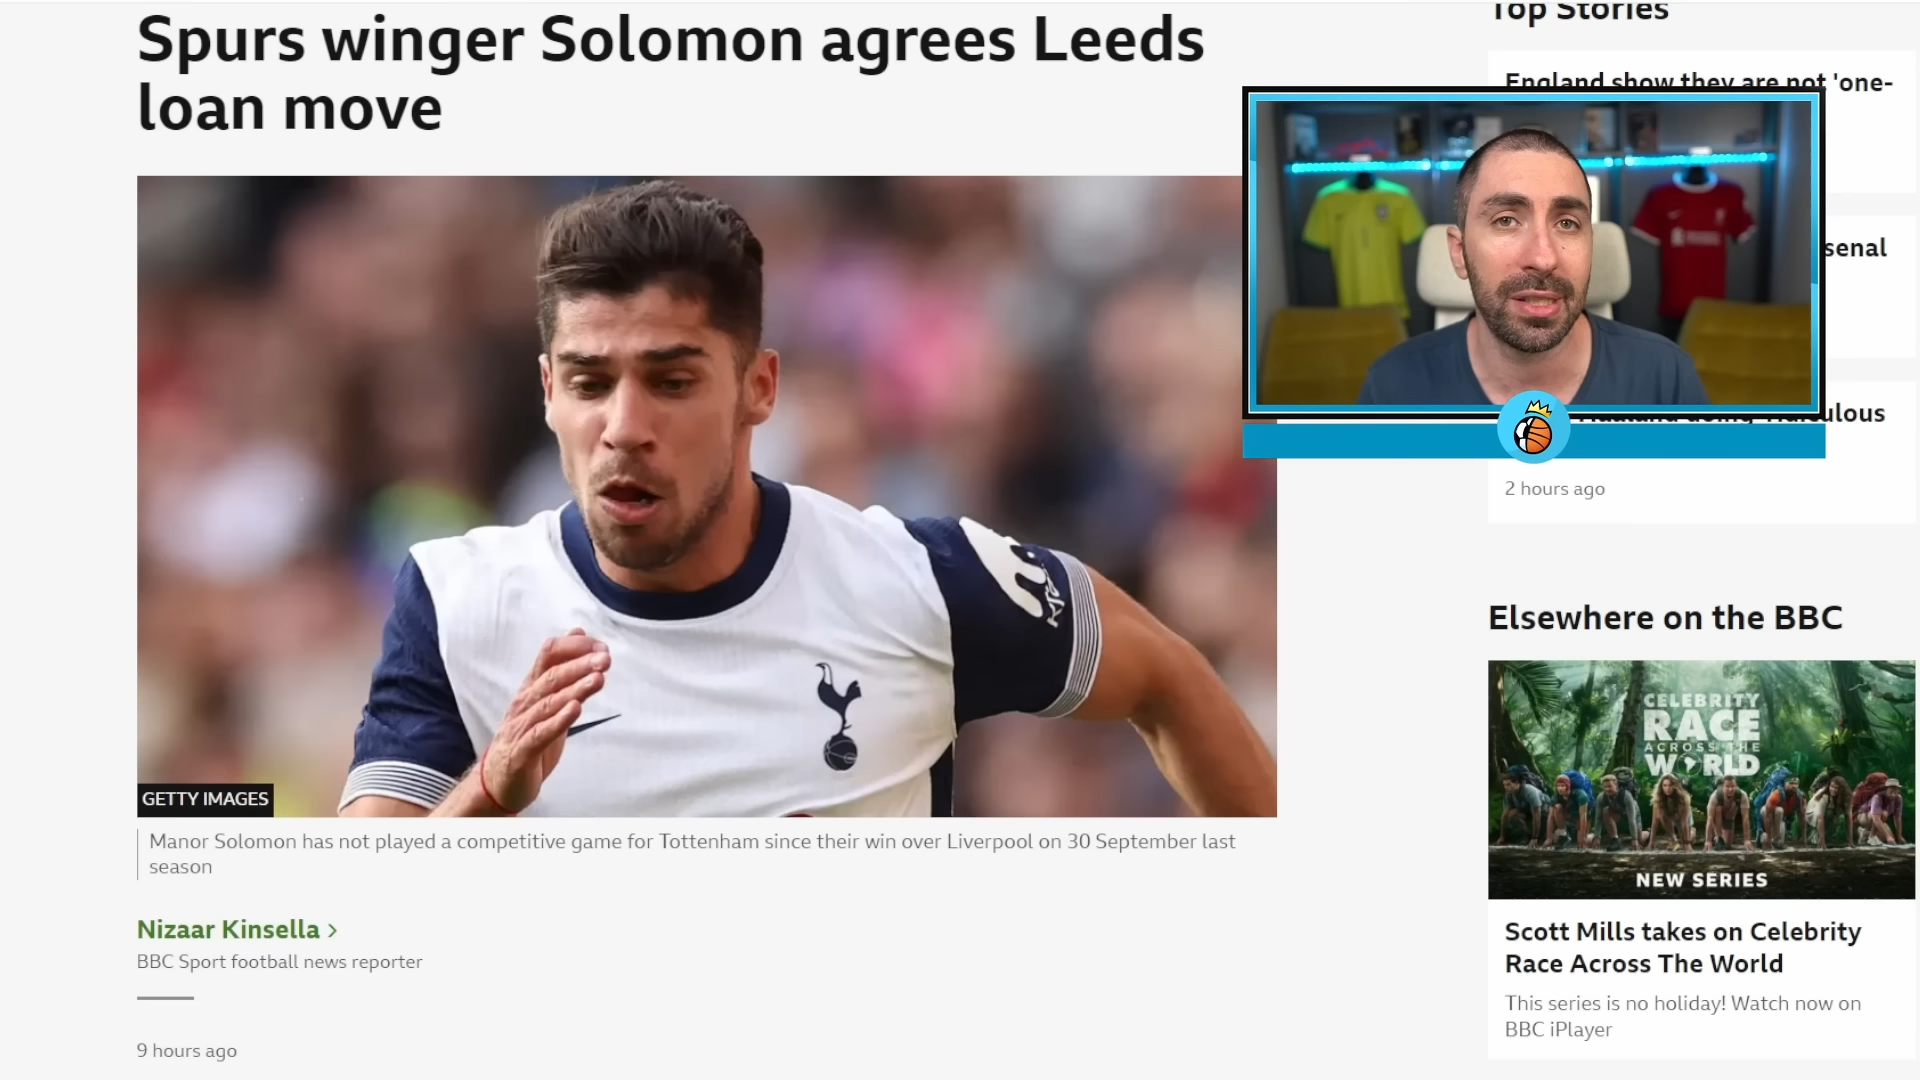 Spurs winger Solomon agrees Leeds
loan move
GETTY IMAGES
Manor Solomon has not played a competitive game for Tottenham since their win over Liverpool on 30 September last
season
Nizaar Kinsella
BBC Sport football news reporter
9 hours ago
Top Stories
England show they are not 'one-
2 hours ago
Elsewhere on the BBC
CELEBRITY
RACE
ACROSS THE
WORLD
NEW SERIES
Scott Mills takes on Celebrity
Race Across The World
This series is no holiday! Watch now on
BBC iPlayer